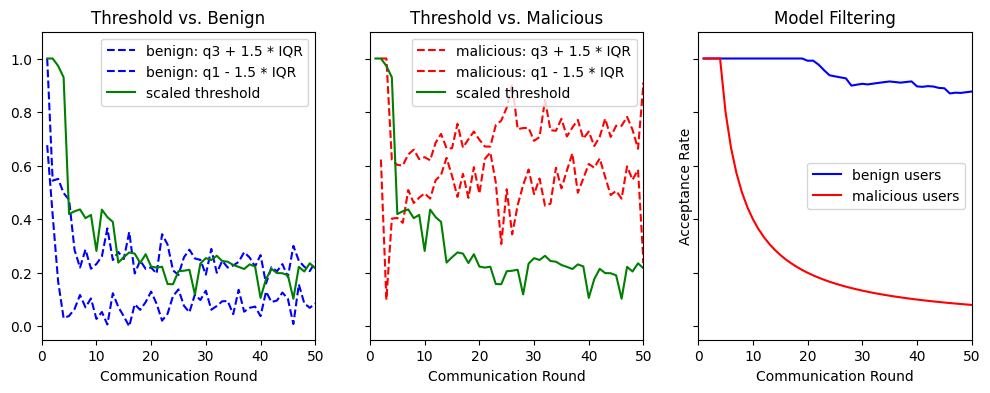 Threshold vs. Benign
Threshold vs. Malicious
Model Filtering
benign: q3 + 1.5 * IQR
benign: q1 - 1.5 * IQR
scaled threshold
malicious: q3 + 1.5 * IQR
malicious: q1 - 1.5 * IQR
scaled threshold
benign users
malicious users
Acceptance Rate
1.0
0.8
0.6
0.4
0.2
0.0
0 10 20 30 40 50
0 10 20 30 40 50
0 10 20 30 40 50
Communication Round
Communication Round
Communication Round